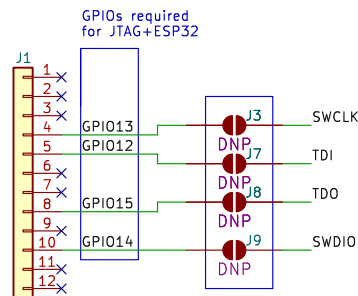 GPIOs required
for JTAG+ESP32
J1
1
2
3
4 GPIO13 J3 SWCLK
DNP
5 GPIO12 J7 TDI
DNP
6
7
8 GPIO15 J8 TDO
DNP
9
10 GPIO14 J9 SWDIO
DNP
11
12